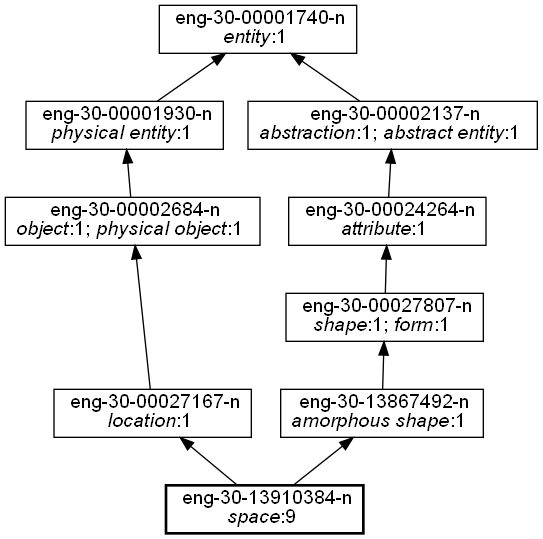 eng-30-00001740-n
entity:1
eng-30-00001930-n
physical entity:1
eng-30-00002137-n
abstraction:1; abstract entity:1
eng-30-00002684-n
object:1; physical object:1
eng-30-00024264-n
attribute:1
eng-30-00027807-n
shape:1; form:1
eng-30-00027167-n
location:1
eng-30-13867492-n
amorphous shape:1
eng-30-13910384-n
space:9